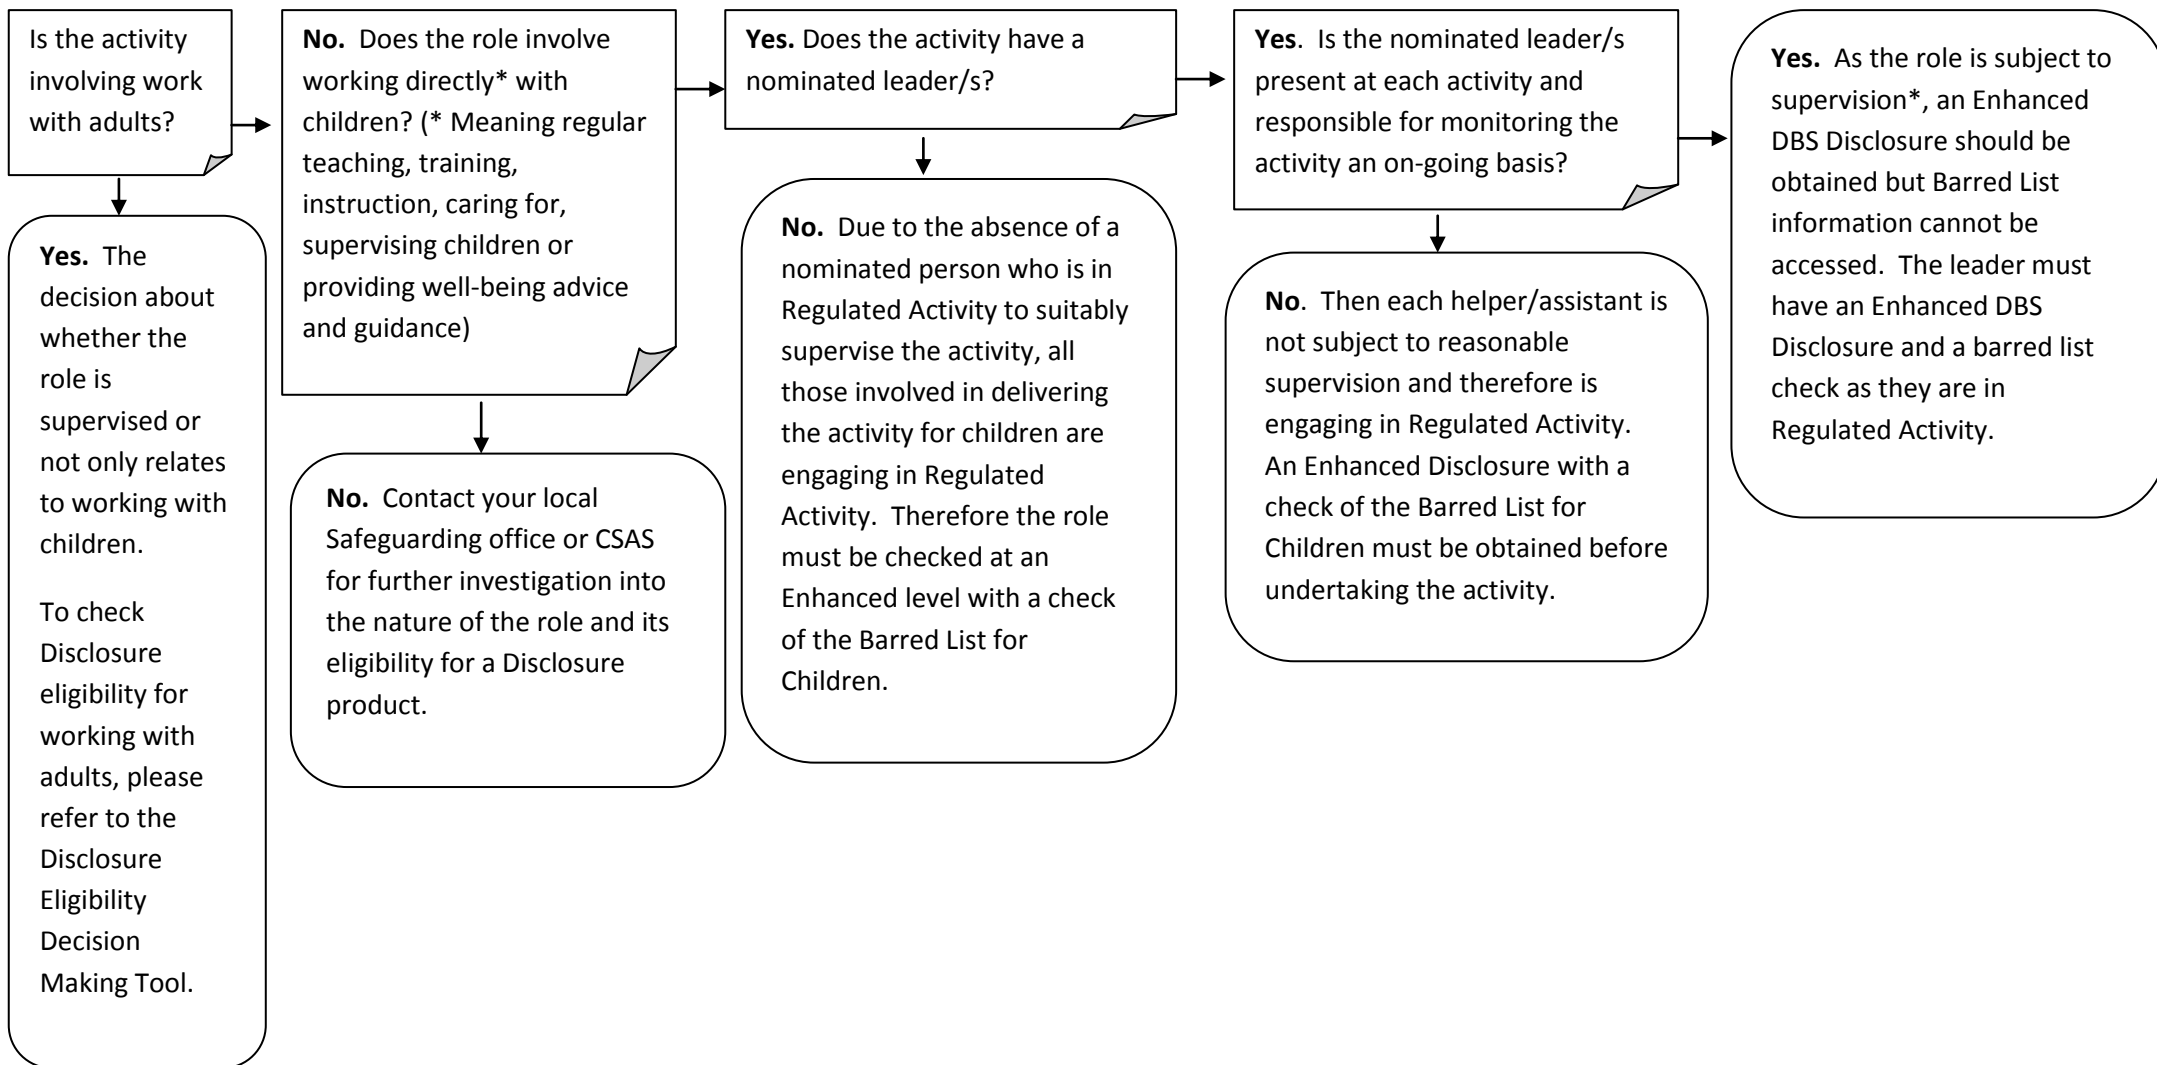 Is the activity
involving work
with adults?
Yes. The
decision about
whether the
role is
supervised or
not only relates
to working with
children.
To check
Disclosure
eligibility for
working with
adults, please
refer to the
Disclosure
Eligibility
Decision
Making Tool.
No. Does the role involve
working directly* with
children? (* Meaning regular
teaching, training,
instruction, caring for,
supervising children or
providing well-being advice
and guidance)
No. Contact your local
Safeguarding office or CSAS
for further investigation into
the nature of the role and its
eligibility for a Disclosure
product.
Yes. Does the activity have a
nominated leader/s?
No. Due to the absence of a
nominated person who is in
Regulated Activity to suitably
supervise the activity, all
those involved in delivering
the activity for children are
engaging in Regulated
Activity. Therefore the role
must be checked at an
Enhanced level with a check
of the Barred List for
Children.
Yes. Is the nominated leader/s
present at each activity and
responsible for monitoring the
activity an on-going basis?
No. Then each helper/assistant is
not subject to reasonable
supervision and therefore is
engaging in Regulated Activity.
An Enhanced Disclosure with a
check of the Barred List for
Children must be obtained before
undertaking the activity.
Yes. As the role is subject to
supervision*, an Enhanced
DBS Disclosure should be
obtained but Barred List
information cannot be
accessed. The leader must
have an Enhanced DBS
Disclosure and a barred list
check as they are in
Regulated Activity.